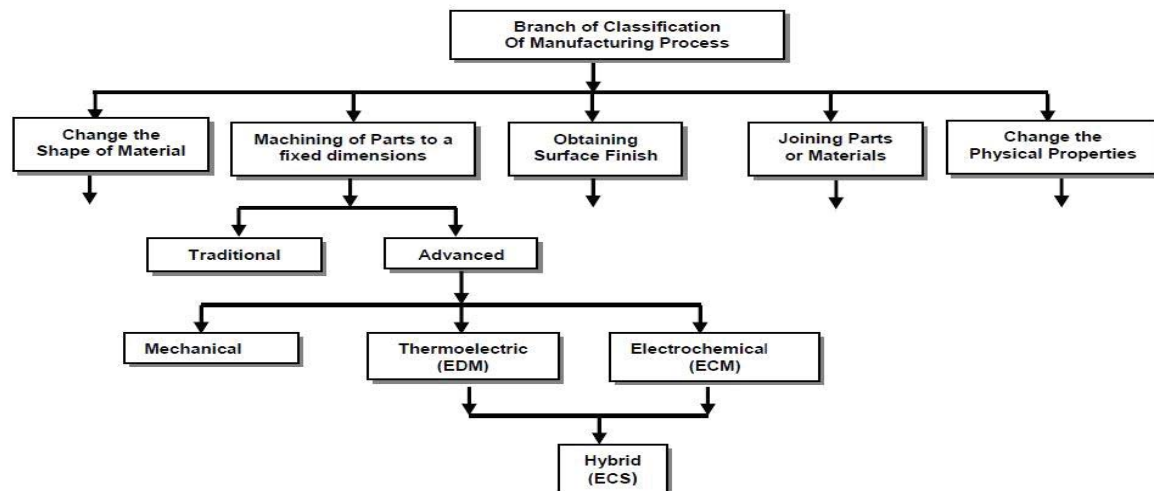 Branch of Classification
Of Manufacturing Process
Change the
Shape of Material
Machining of Parts to a
fixed dimensions
Obtaining
Surface Finish
Joining Parts
or Materials
Change the
Physical Properties
Traditional
Advanced
Mechanical
Thermoelectric
(EDM)
Electrochemical
(ECM)
Hybrid
(ECS)